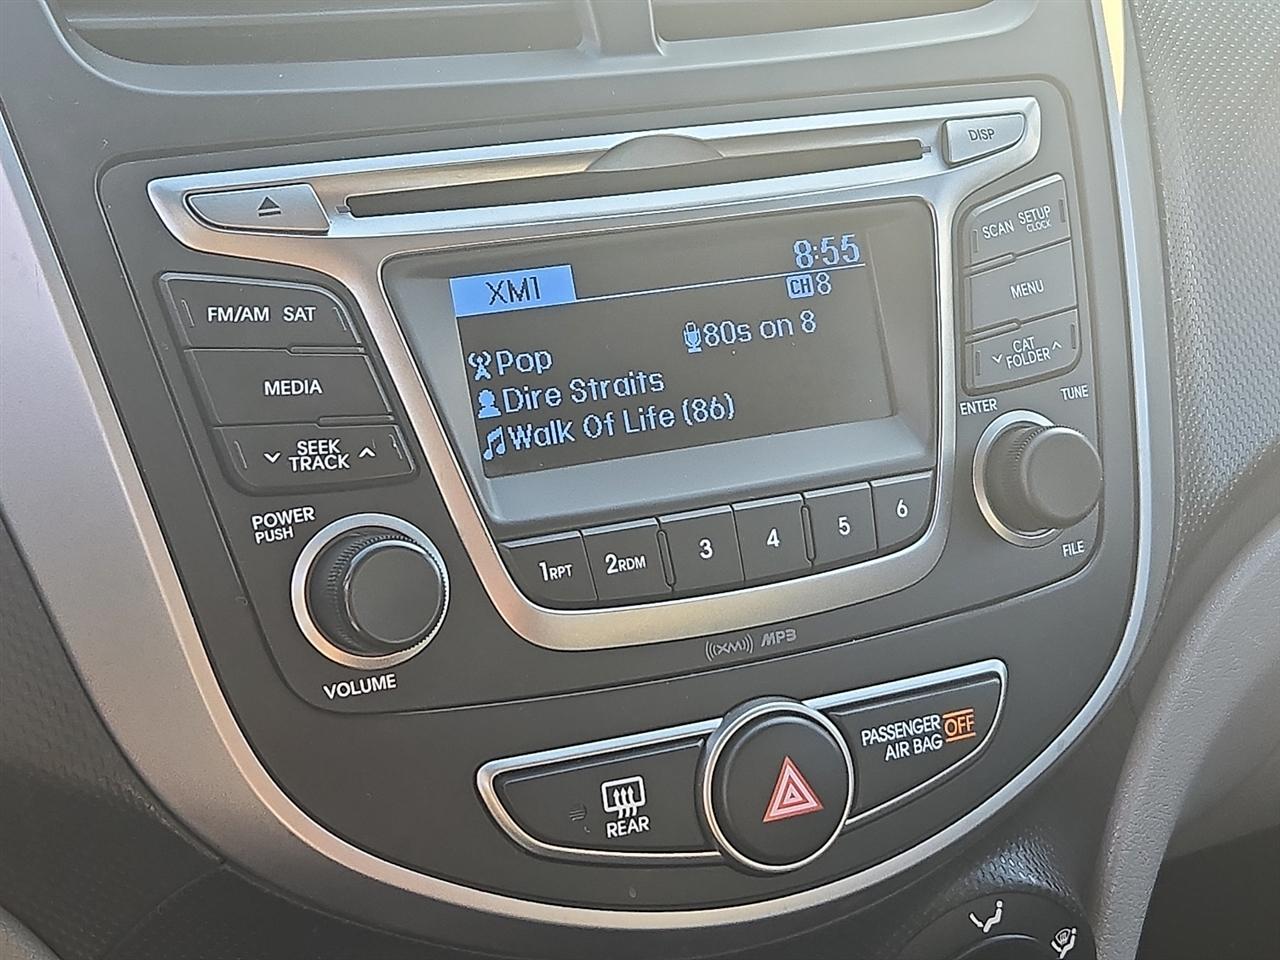 DISP
SCAN SETUP
CLOCK
MENU
CAT
FOLDER
ENTER
TUNE
FILE
FM/AM SAT
MEDIA
SEEK
TRACK
POWER
PUSH
VOLUME
XM1
8:55
CH 8
80s on 8
Pop
Dire Straits
Walk Of Life (86)
1RPT
2RDM
3
4
5
6
((XM)) MP3
REAR
PASSENGER OFF
AIR BAG